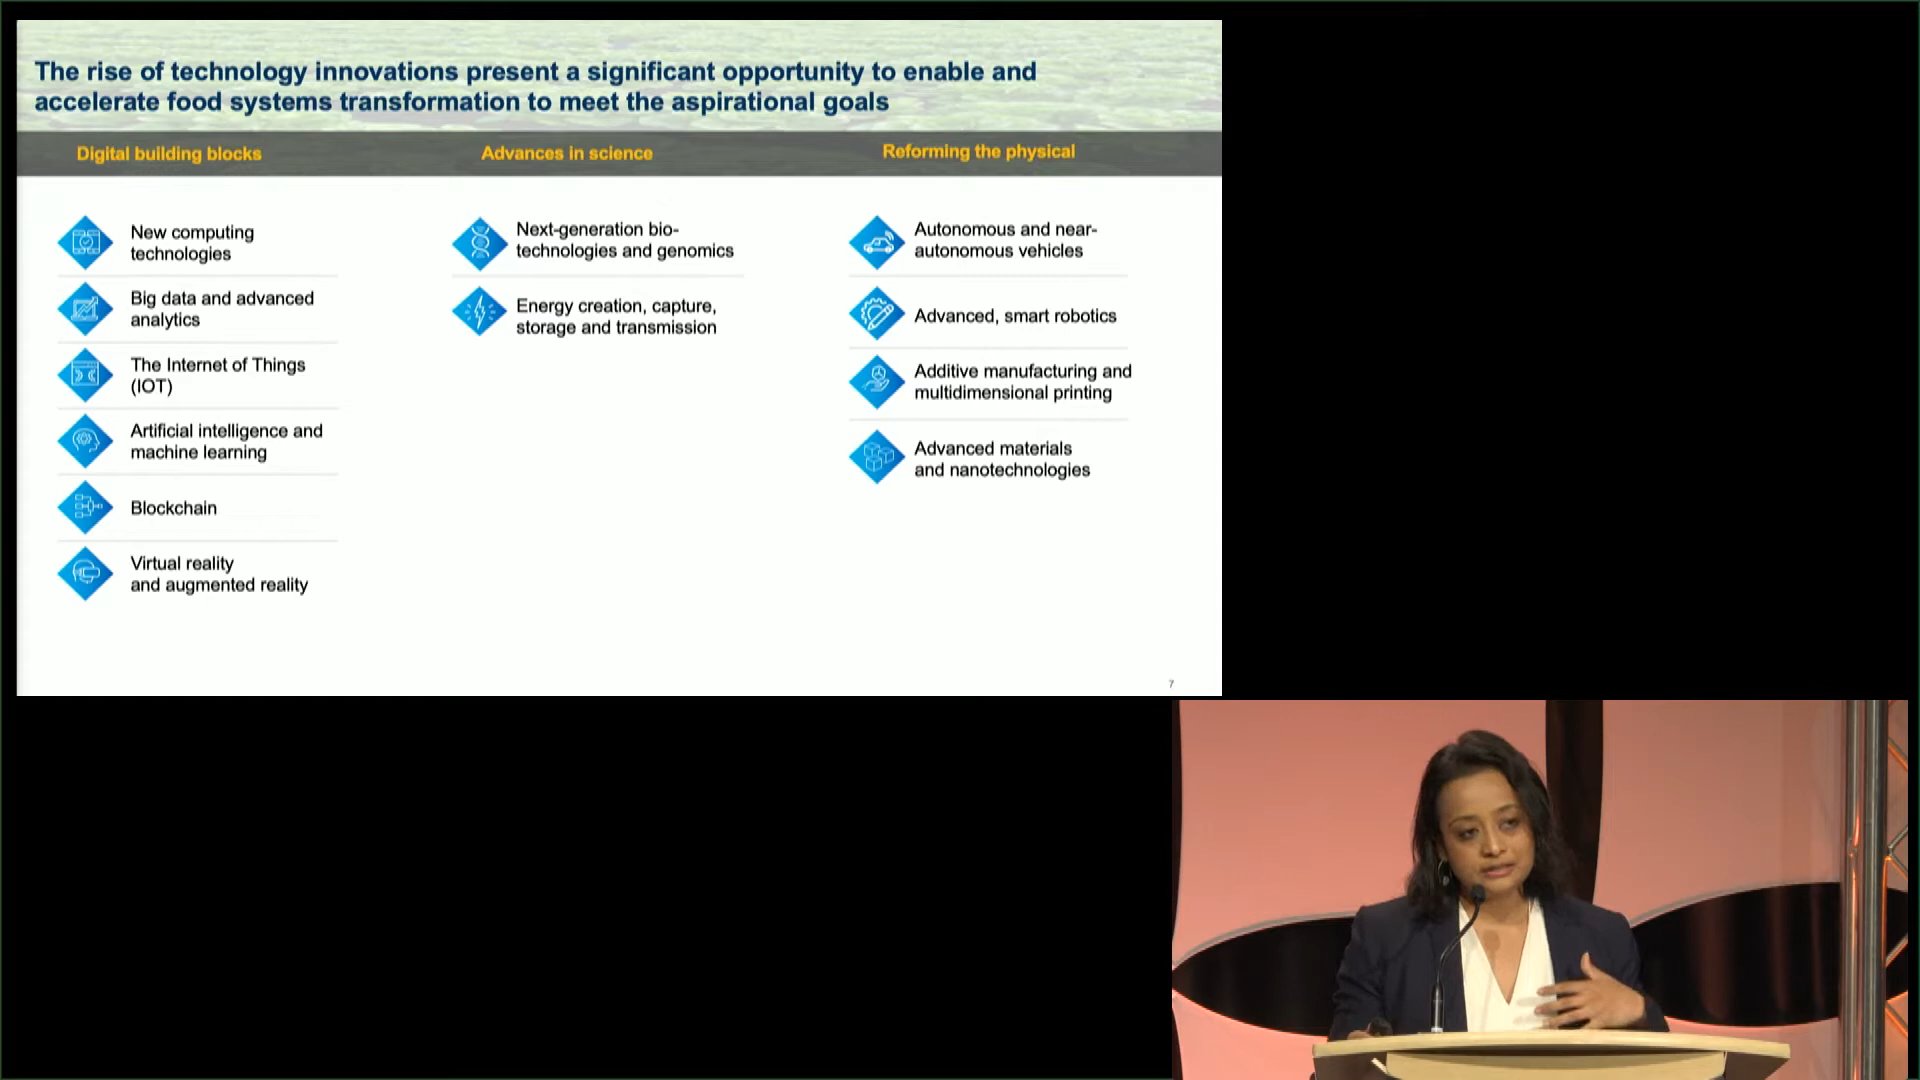 The rise of technology innovations present a significant opportunity to enable and
accelerate food systems transformation to meet the aspirational goals
Digital building blocks
New computing
technologies
Big data and advanced
analytics
The Internet of Things
(IOT)
Artificial intelligence and
machine learning
Blockchain
Virtual reality
and augmented reality
Advances in science
Next-generation bio-
technologies and genomics
Energy creation, capture,
storage and transmission
Reforming the physical
Autonomous and near-
autonomous vehicles
Advanced, smart robotics
Additive manufacturing and
multidimensional printing
Advanced materials
and nanotechnologies
7